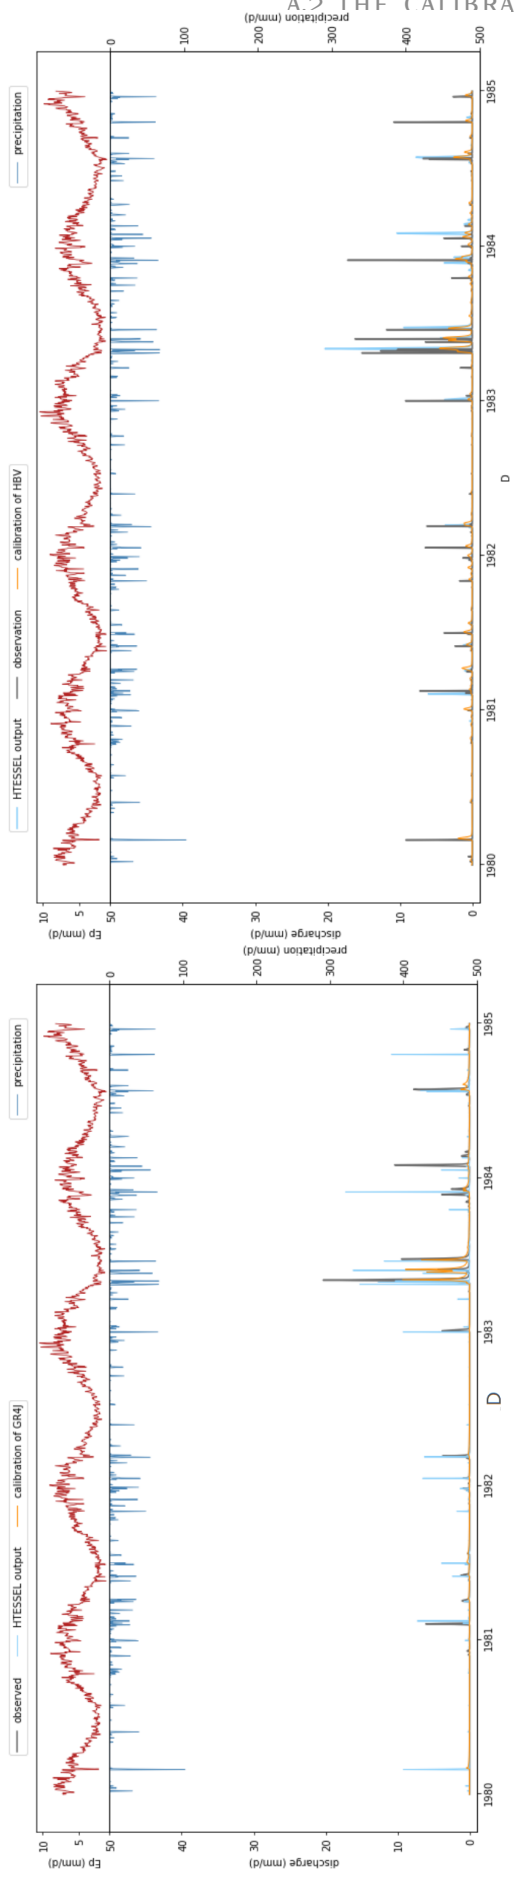 A.2 THE CALIBRA
HTESSEL output
observation
calibration of HBV
precipitation
Ep (mm/d)
10
5
50
40
30
20
10
0
discharge (mm/d)
precipitation (mm/d)
0
100
200
300
400
500
1980
1981
1982
1983
1984
1985
D
observed
HTESSEL output
calibration of GR4J
precipitation
Ep (mm/d)
10
5
50
40
30
20
10
0
discharge (mm/d)
precipitation (mm/d)
0
100
200
300
400
500
1980
1981
1982
1983
1984
1985
D